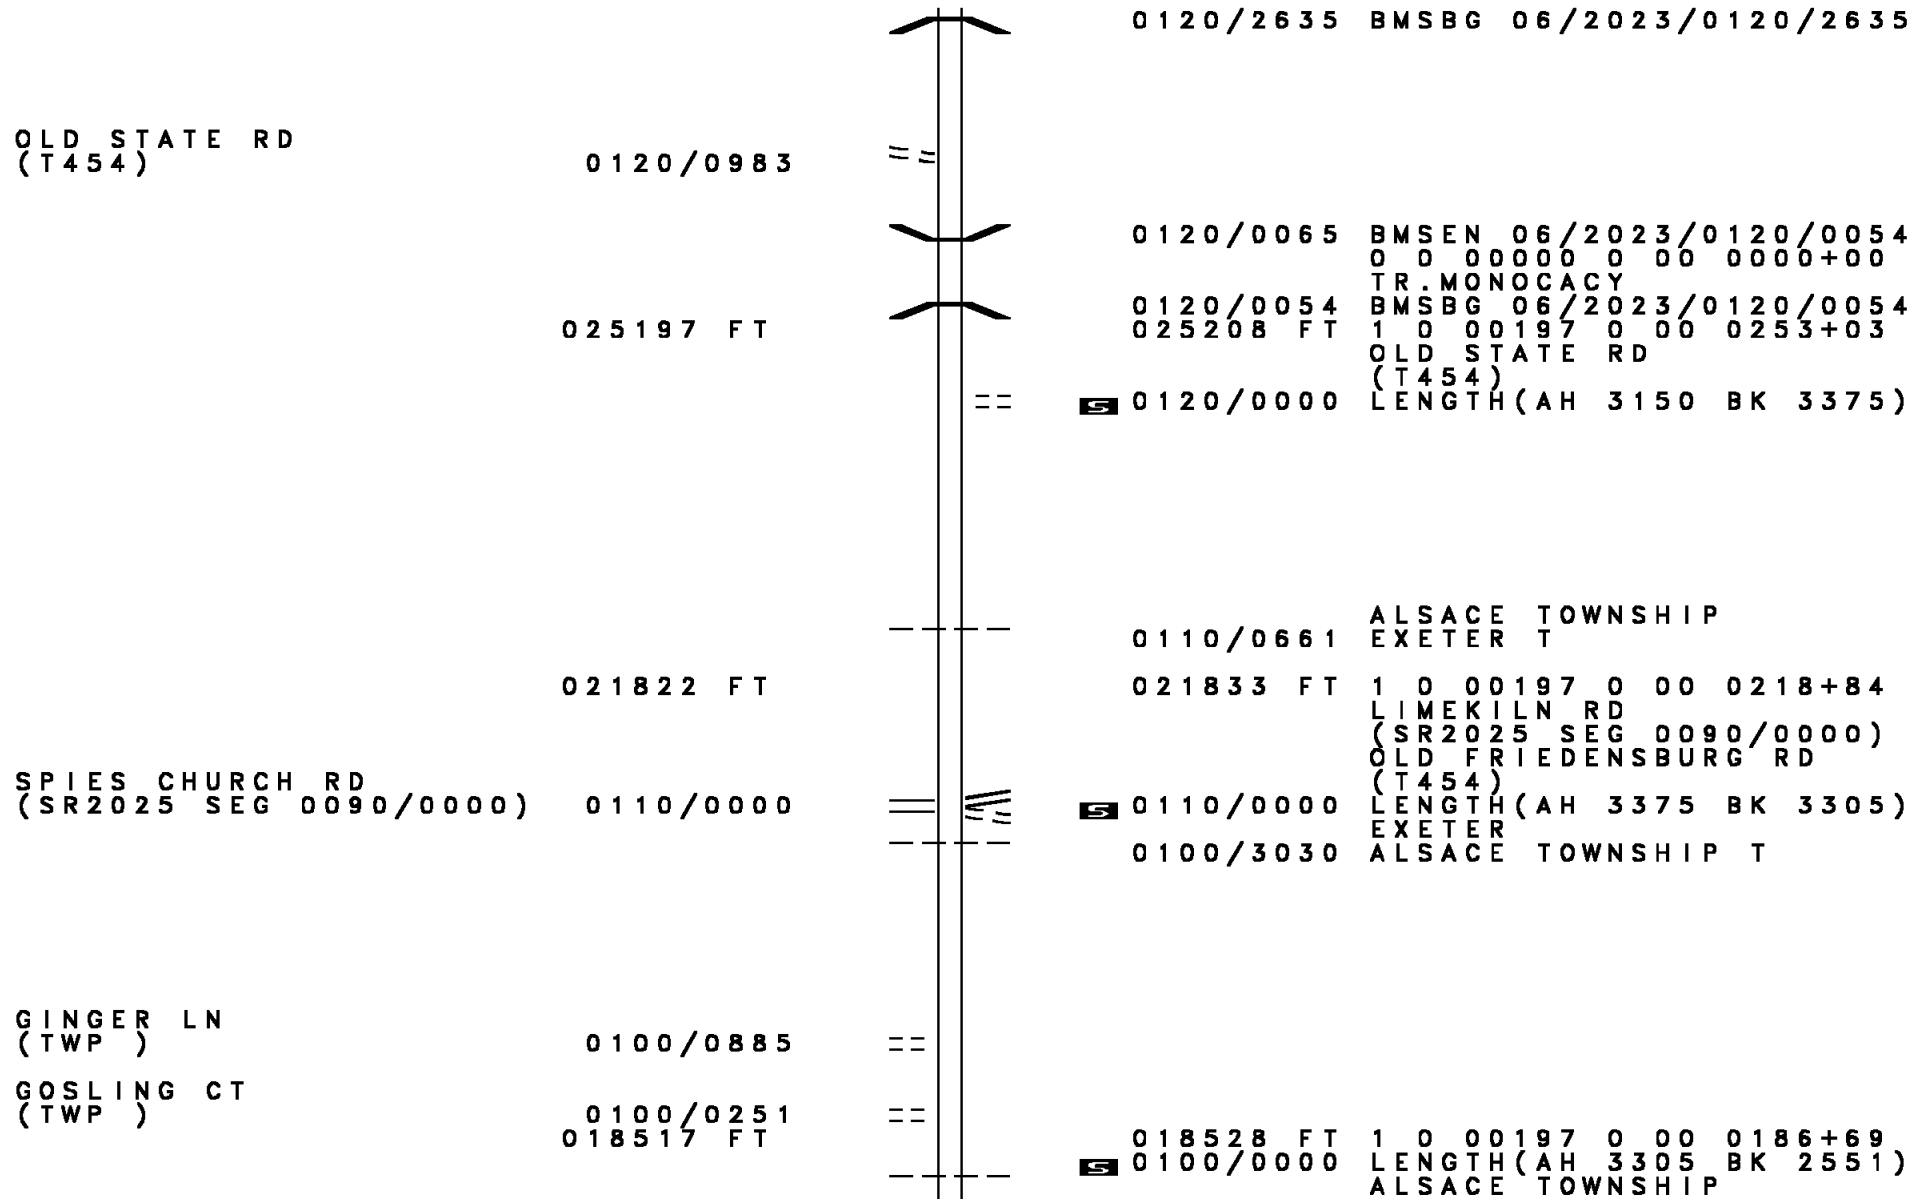 0120/2635 BMSBG 06/2023/0120/2635
OLD STATE RD
(T454) 0120/0983
0120/0065 BMSEN 06/2023/0120/0054
0 0 00000 0 00 0000+00
TR.MONOCACY
0120/0054 BMSBG 06/2023/0120/0054
025197 FT 025208 FT 1 0 00197 0 00 0253+03
OLD STATE RD
(T454)
S 0120/0000 LENGTH(AH 3150 BK 3375)
ALSACE TOWNSHIP
0110/0661 EXETER T
021822 FT 021833 FT 1 0 00197 0 00 0218+84
LIMEKILN RD
(SR2025 SEG 0090/0000)
OLD FRIEDENSBURG RD
SPIES CHURCH RD (T454)
(SR2025 SEG 0090/0000) 0110/0000 S 0110/0000 LENGTH(AH 3375 BK 3305)
EXETER
0100/3030 ALSACE TOWNSHIP T
GINGER LN
(TWP ) 0100/0885
GOSLING CT
(TWP ) 0100/0251
018517 FT 018528 FT 1 0 00197 0 00 0186+69
S 0100/0000 LENGTH(AH 3305 BK 2551)
ALSACE TOWNSHIP